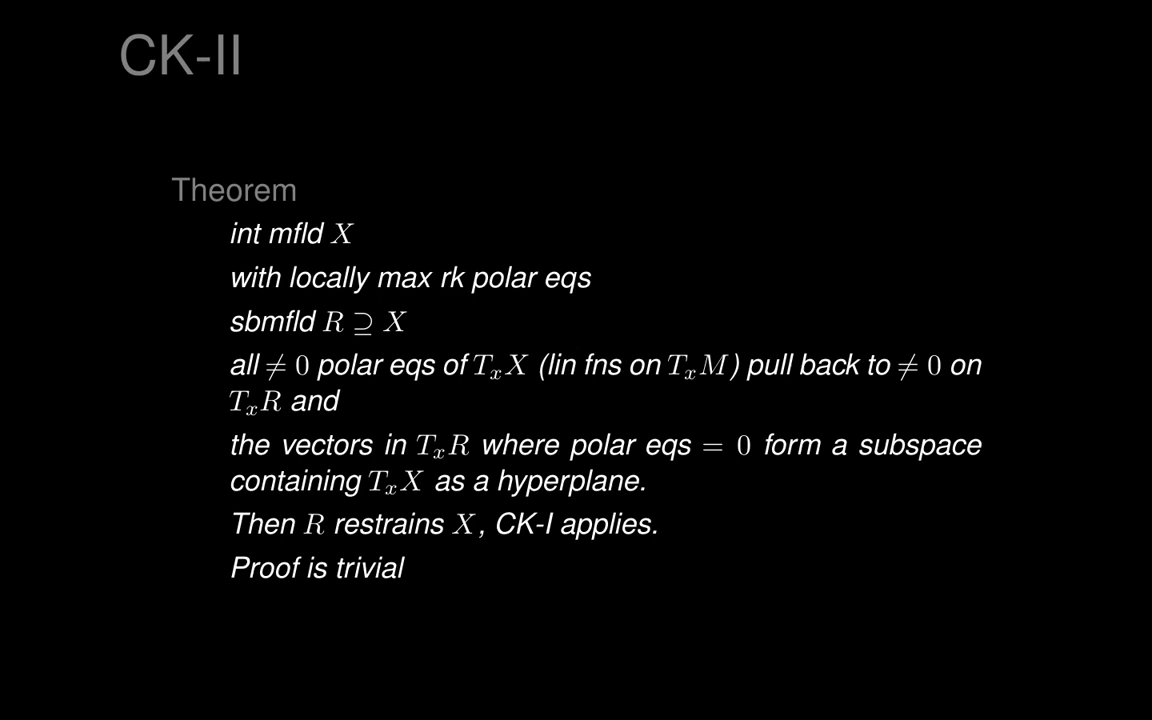 CK-II
Theorem
int mfld X
with locally max rk polar eqs
sbmfld R ⊇ X
all ≠ 0 polar eqs of TₓX (lin fns on TₓM) pull back to ≠ 0 on
TₓR and
the vectors in TₓR where polar eqs = 0 form a subspace
containing TₓX as a hyperplane.
Then R restrains X, CK-I applies.
Proof is trivial